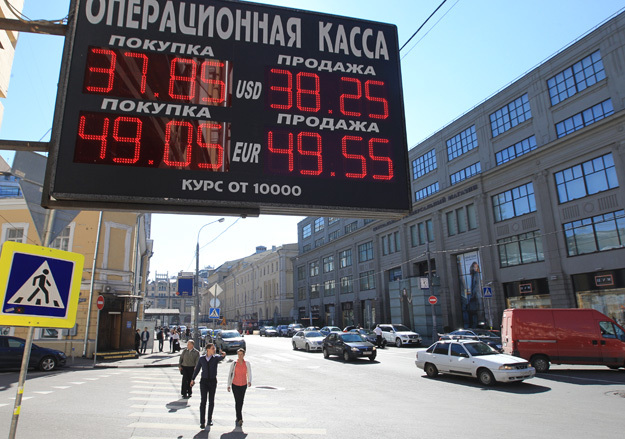 ОПЕРАЦИОННАЯ КАССА
ПОКУПКА ПРОДАЖА
37.85 USD 38.25
ПОКУПКА ПРОДАЖА
49.05 EUR 49.55
КУРС ОТ 10000